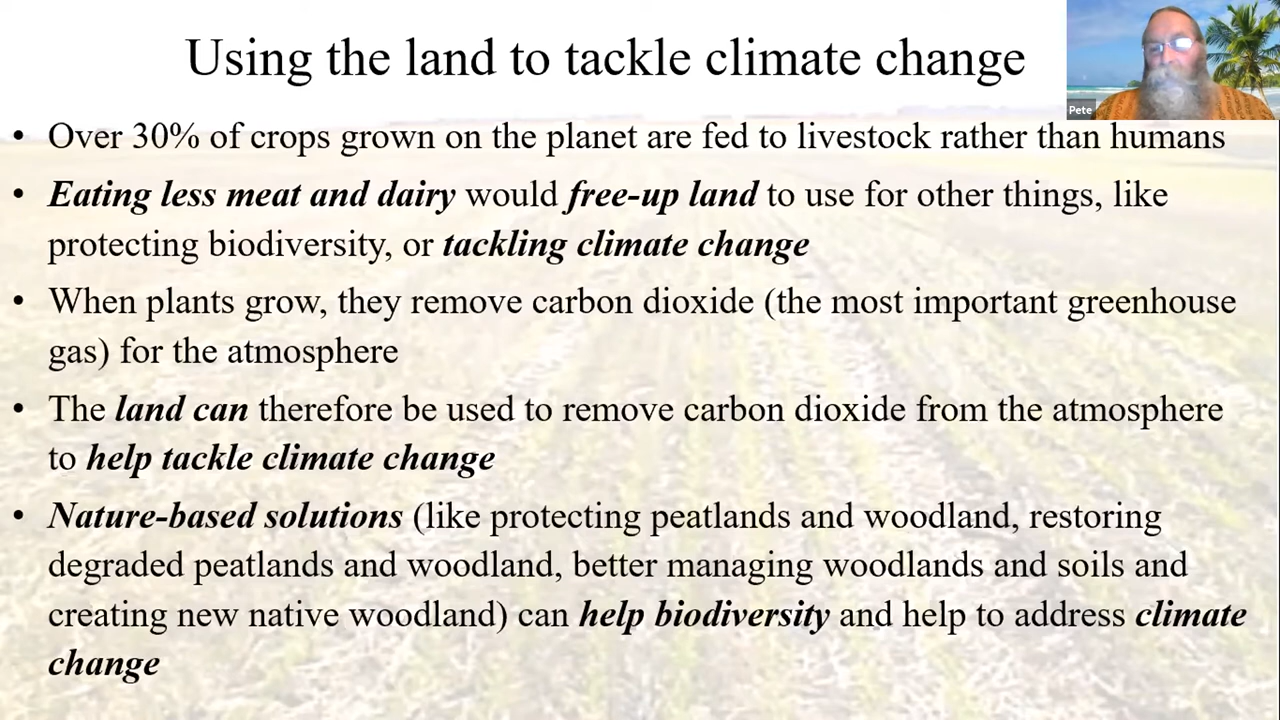 Using the land to tackle climate change
Pete
• Over 30% of crops grown on the planet are fed to livestock rather than humans
• Eating less meat and dairy would free-up land to use for other things, like
protecting biodiversity, or tackling climate change
• When plants grow, they remove carbon dioxide (the most important greenhouse
gas) for the atmosphere
• The land can therefore be used to remove carbon dioxide from the atmosphere
to help tackle climate change
• Nature-based solutions (like protecting peatlands and woodland, restoring
degraded peatlands and woodland, better managing woodlands and soils and
creating new native woodland) can help biodiversity and help to address climate
change